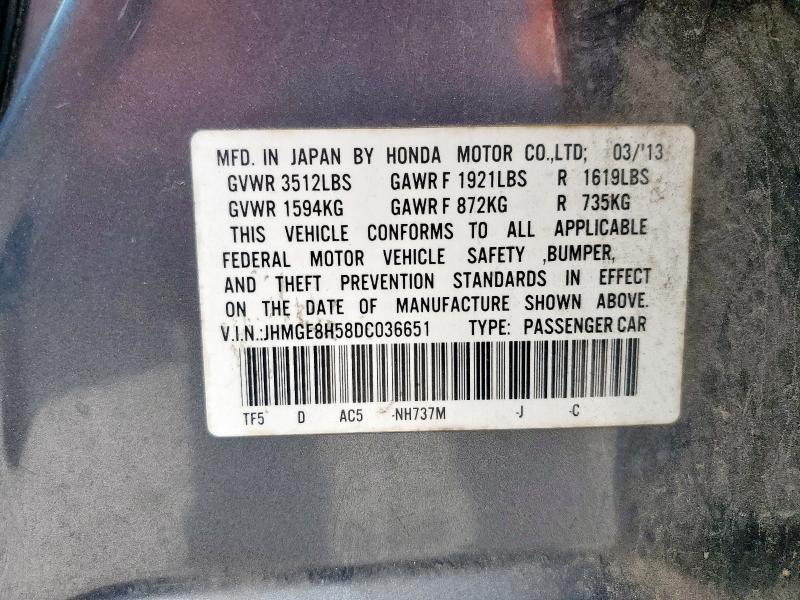 MFD. IN JAPAN BY HONDA MOTOR CO.,LTD; 03/'13
GVWR 3512LBS GAWR F 1921LBS R 1619LBS
GVWR 1594KG GAWR F 872KG R 735KG
THIS VEHICLE CONFORMS TO ALL APPLICABLE
FEDERAL MOTOR VEHICLE SAFETY ,BUMPER,
AND THEFT PREVENTION STANDARDS IN EFFECT
ON THE DATE OF MANUFACTURE SHOWN ABOVE.
V.I.N.:JHMGE8H58DC036651 TYPE: PASSENGER CAR
TF5 D AC5 -NH737M -J -C